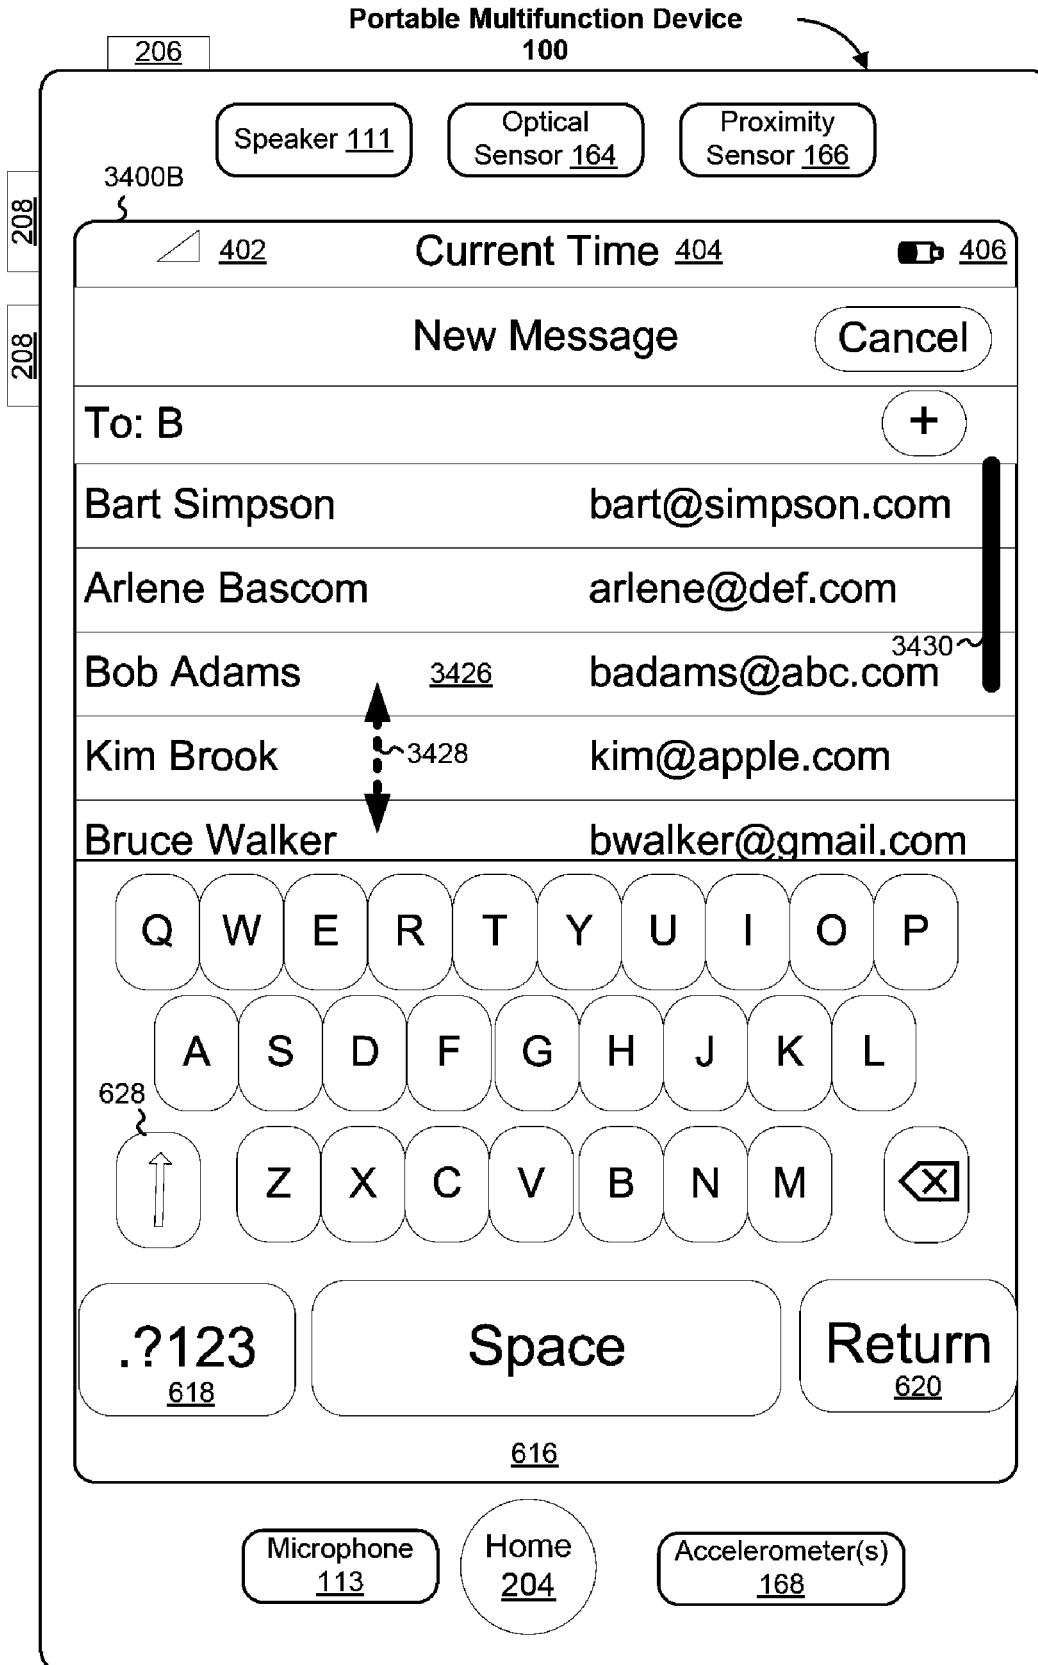 Portable Multifunction Device
100
206
Speaker 111
Optical
Sensor 164
Proximity
Sensor 166
3400B
208
208
402 Current Time 404 406
New Message Cancel
To: B +
Bart Simpson bart@simpson.com
Arlene Bascom arlene@def.com
3430
Bob Adams 3426 badams@abc.com
Kim Brook 3428 kim@apple.com
Bruce Walker bwalker@gmail.com
Q W E R T Y U I O P
A S D F G H J K L
628
Z X C V B N M
.?123 Space Return
618 620
616
Microphone
113
Home
204
Accelerometer(s)
168